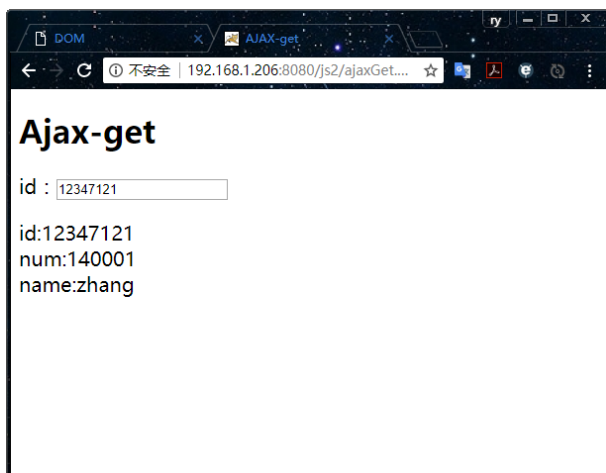 ry
DOM
AJAX-get
不安全 | 192.168.1.206:8080/js2/ajaxGet....
Ajax-get
id：12347121
id:12347121
num:140001
name:zhang